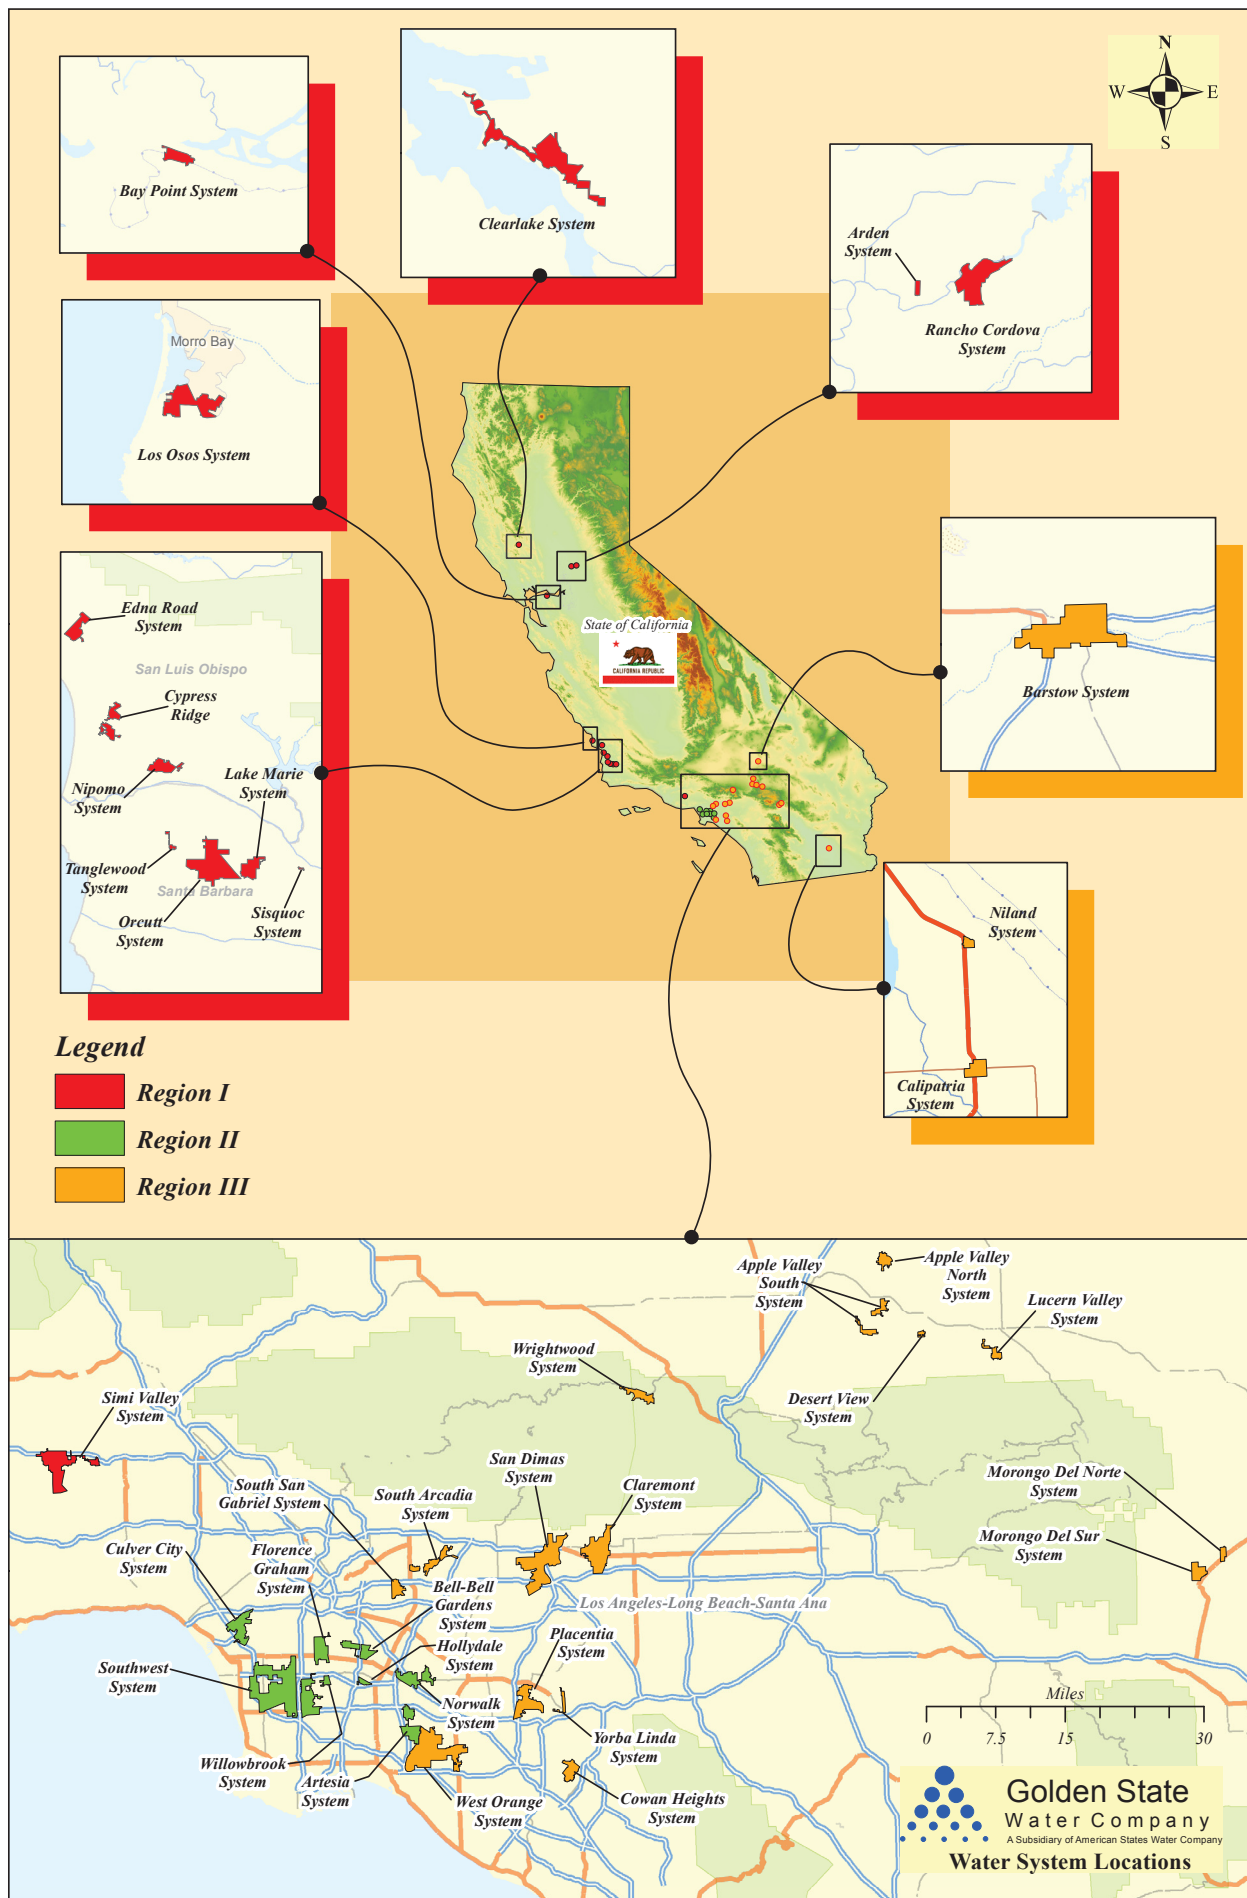 N
W
E
S
Bay Point System
Clearlake System
Arden
System
Rancho Cordova
System
Morro Bay
Los Osos System
State of California
CALIFORNIA REPUBLIC
Barstow System
Edna Road
System
San Luis Obispo
Cypress
Ridge
Nipomo
System
Lake Marie
System
Tanglewood
System
Santa Barbara
Orcutt
System
Sisquoc
System
Niland
System
Calipatria
System
Legend
Region I
Region II
Region III
Apple Valley
South
System
Apple Valley
North
System
Lucern Valley
System
Wrightwood
System
Desert View
System
Simi Valley
System
San Dimas
System
Claremont
System
South San
Gabriel System
South Arcadia
System
Morongo Del Norte
System
Morongo Del Sur
System
Culver City
System
Florence
Graham
System
Bell-Bell
Gardens
System
Los Angeles-Long Beach-Santa Ana
Hollydale
System
Placentia
System
Southwest
System
Norwalk
System
Yorba Linda
System
Willowbrook
System
Artesia
System
West Orange
System
Cowan Heights
System
Miles
0 7.5 15 30
Golden State
Water Company
A Subsidiary of American States Water Company
Water System Locations